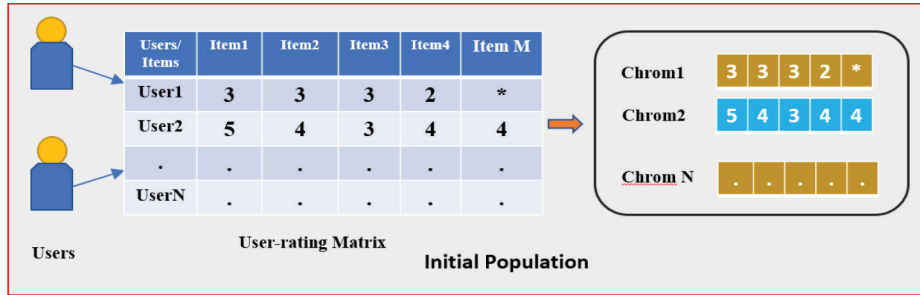 Users/ Item1 Item2 Item3 Item4 Item M
Items
User1 3 3 3 2 *
User2 5 4 3 4 4
. . . . . .
UserN . . . . .
Users
User-rating Matrix
Initial Population
Chrom1 3 3 3 2 *
Chrom2 5 4 3 4 4
Chrom N . . . . .